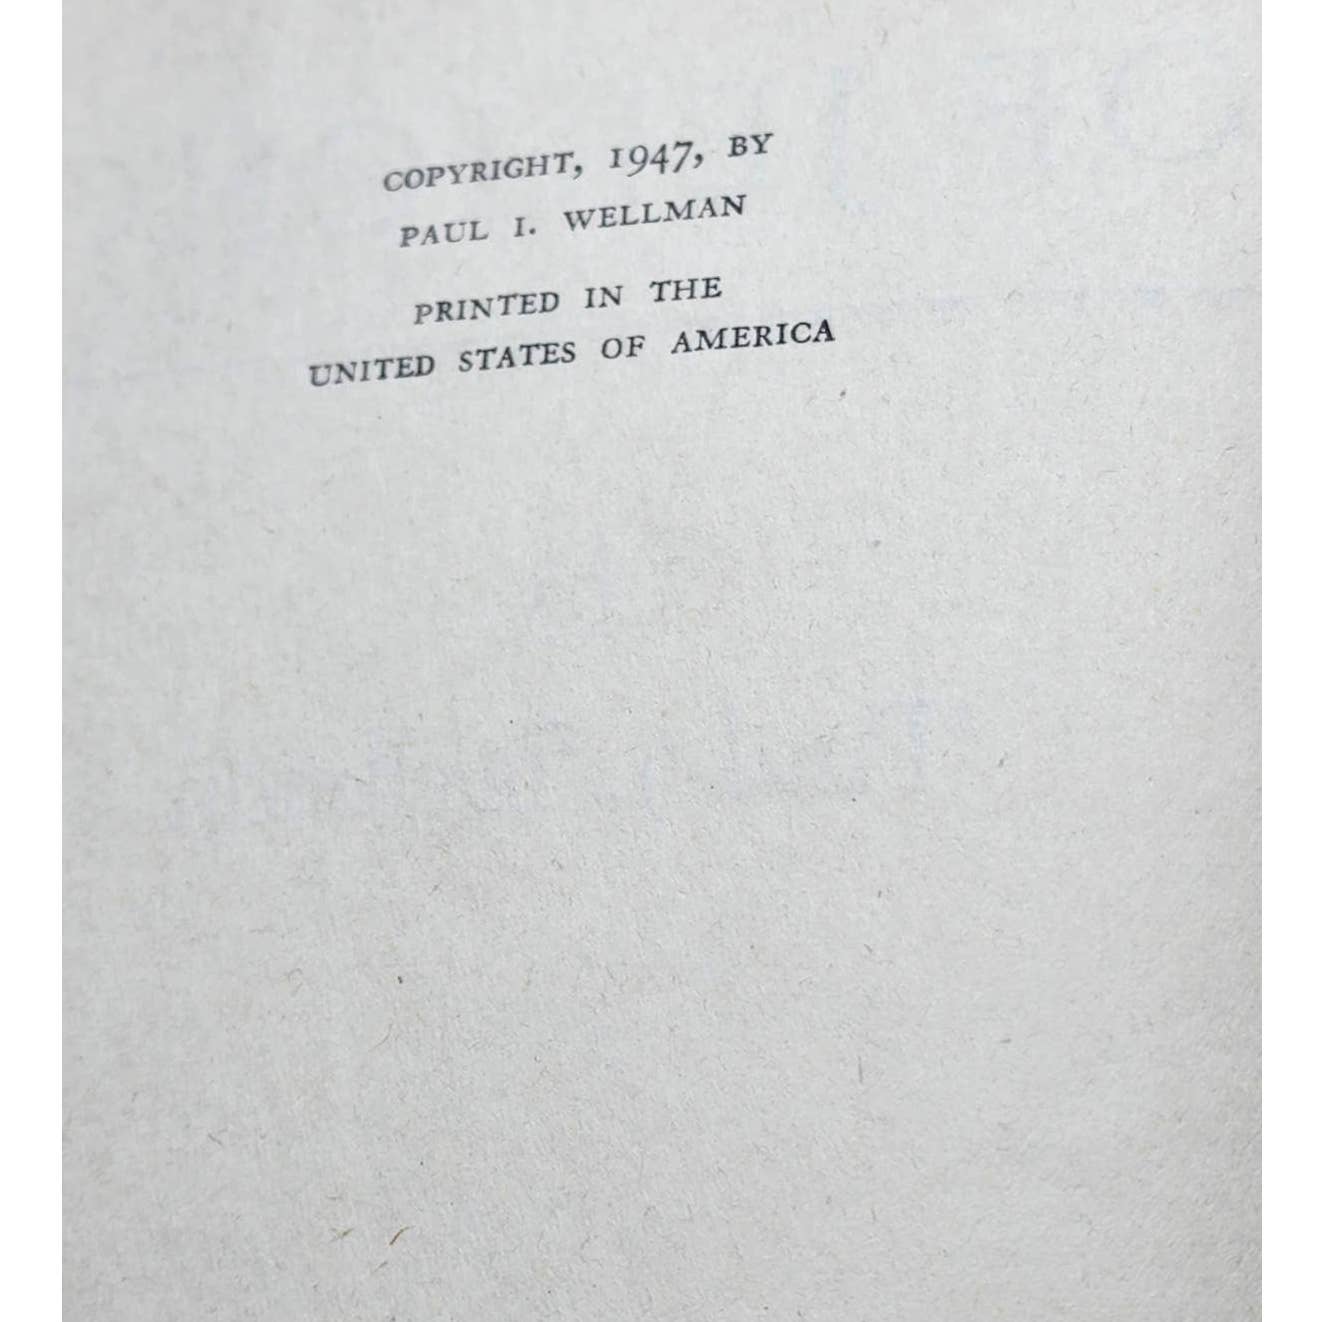 COPYRIGHT, 1947, BY
PAUL I. WELLMAN
PRINTED IN THE
UNITED STATES OF AMERICA